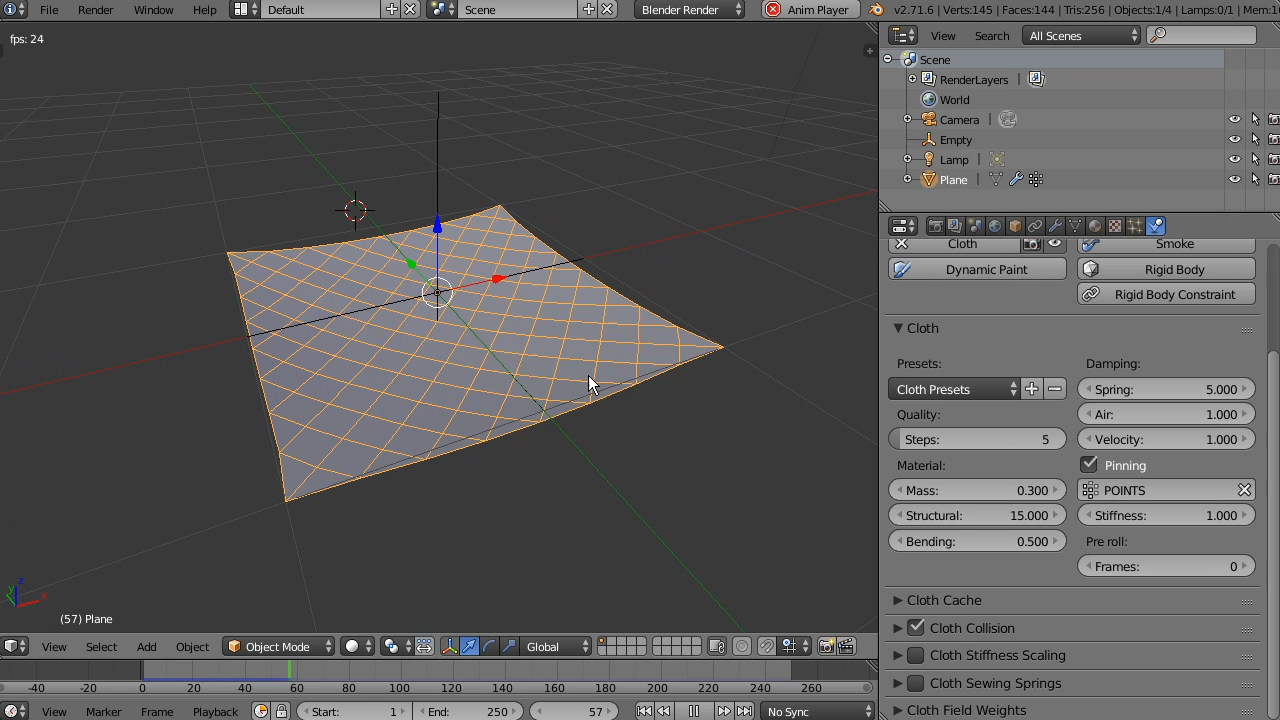 File Render Window Help Default Scene Blender Render Anim Player v2.71.6 | Verts:145 | Faces:144 | Tris:256 | Objects:1/4 | Lamps:0/1 |
fps: 24
View Search All Scenes
Scene
RenderLayers |
World
Camera |
Empty
Lamp |
Plane |
Cloth Smoke
Dynamic Paint Rigid Body
Rigid Body Constraint
Cloth
Presets: Damping:
Cloth Presets Spring: 5.000
Quality: Air: 1.000
Steps: 5 Velocity: 1.000
Material: Pinning
Mass: 0.300 POINTS
Structural: 15.000 Stiffness: 1.000
Bending: 0.500 Pre roll:
Frames: 0
Cloth Cache
Cloth Collision
Cloth Stiffness Scaling
Cloth Sewing Springs
Cloth Field Weights
z
y
x
(57) Plane
View Select Add Object Object Mode Global
-40 -20 0 20 40 60 80 100 120 140 160 180 200 220 240 260
View Marker Frame Playback Start: 1 End: 250 57 No Sync